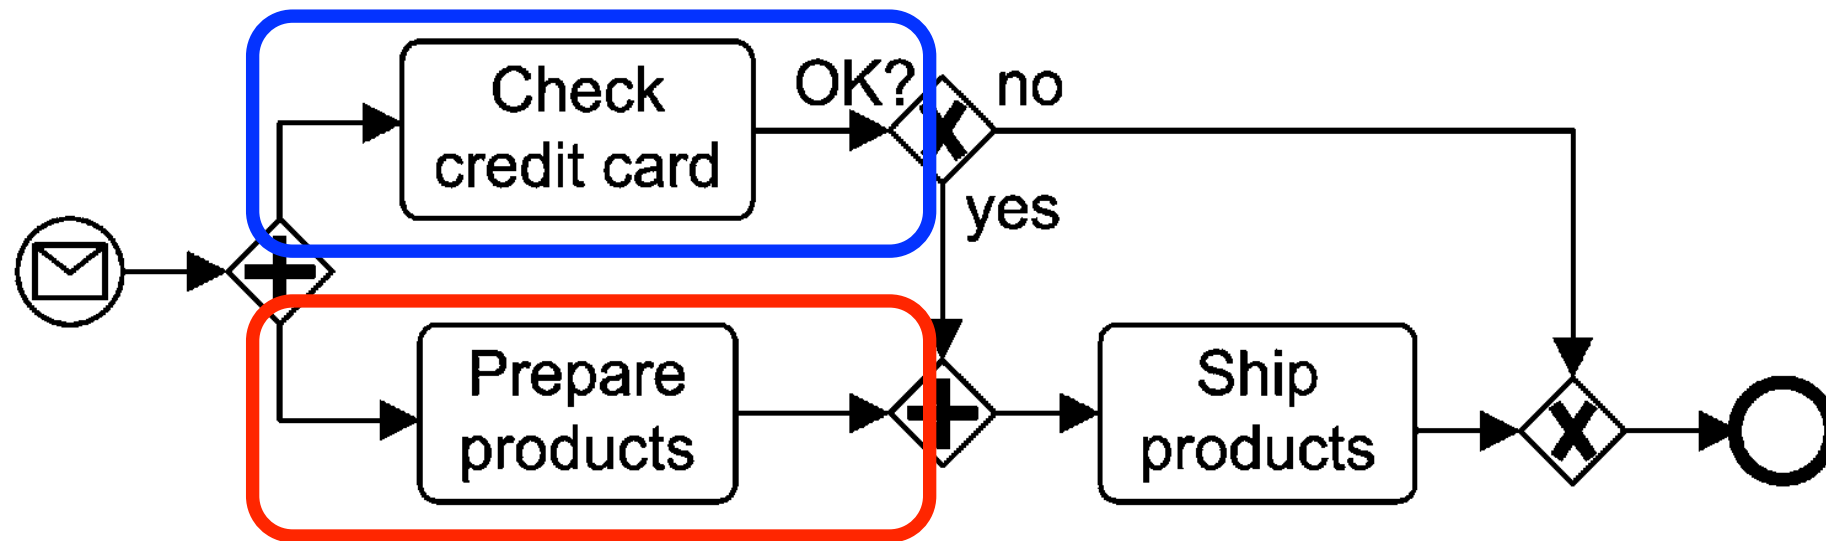 Check
credit card
OK?
no
yes
Prepare
products
Ship
products